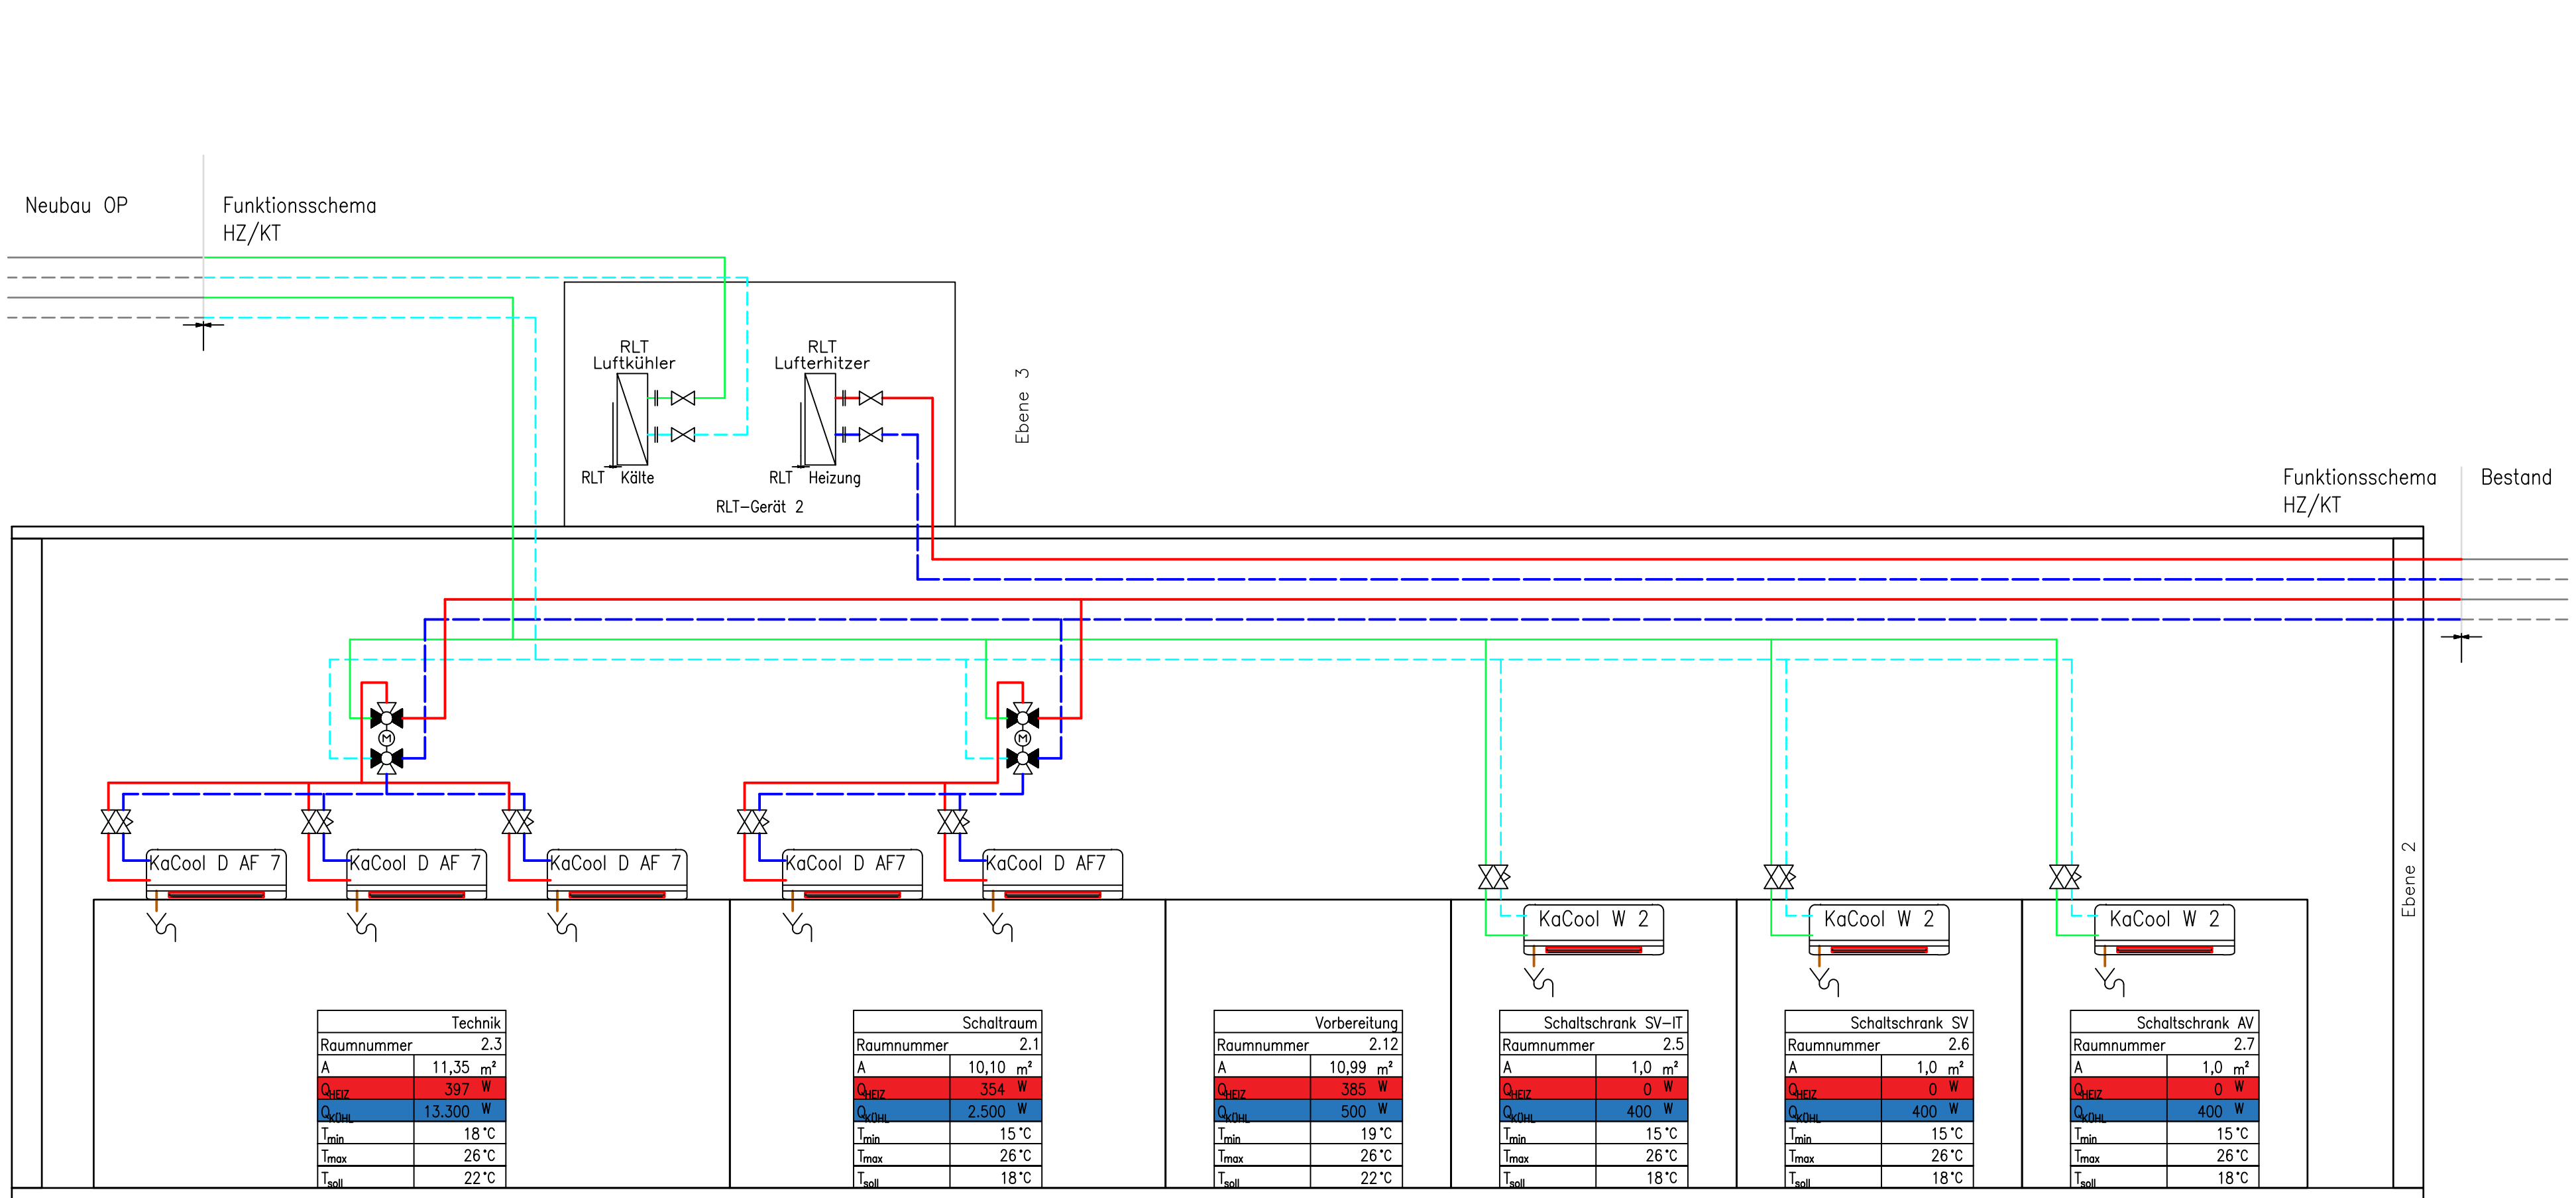 Neubau OP
Funktionsschema
HZ/KT
RLT
Luftkühler
RLT
Lufterhitzer
RLT Kälte
RLT Heizung
RLT-Gerät 2
Ebene 3
Funktionsschema
HZ/KT
Bestand
M
M
KaCool D AF 7
KaCool D AF 7
KaCool D AF 7
KaCool D AF7
KaCool D AF7
KaCool W 2
KaCool W 2
KaCool W 2
Ebene 2
Technik
Raumnummer 2.3
A 11,35 m²
QHEIZ 397 W
QKÜHL 13.300 W
Tmin 18°C
Tmax 26°C
Tsoll 22°C
Schaltraum
Raumnummer 2.1
A 10,10 m²
QHEIZ 354 W
QKÜHL 2.500 W
Tmin 15°C
Tmax 26°C
Tsoll 18°C
Vorbereitung
Raumnummer 2.12
A 10,99 m²
QHEIZ 385 W
QKÜHL 500 W
Tmin 19°C
Tmax 26°C
Tsoll 22°C
Schaltschrank SV-IT
Raumnummer 2.5
A 1,0 m²
QHEIZ 0 W
QKÜHL 400 W
Tmin 15°C
Tmax 26°C
Tsoll 18°C
Schaltschrank SV
Raumnummer 2.6
A 1,0 m²
QHEIZ 0 W
QKÜHL 400 W
Tmin 15°C
Tmax 26°C
Tsoll 18°C
Schaltschrank AV
Raumnummer 2.7
A 1,0 m²
QHEIZ 0 W
QKÜHL 400 W
Tmin 15°C
Tmax 26°C
Tsoll 18°C